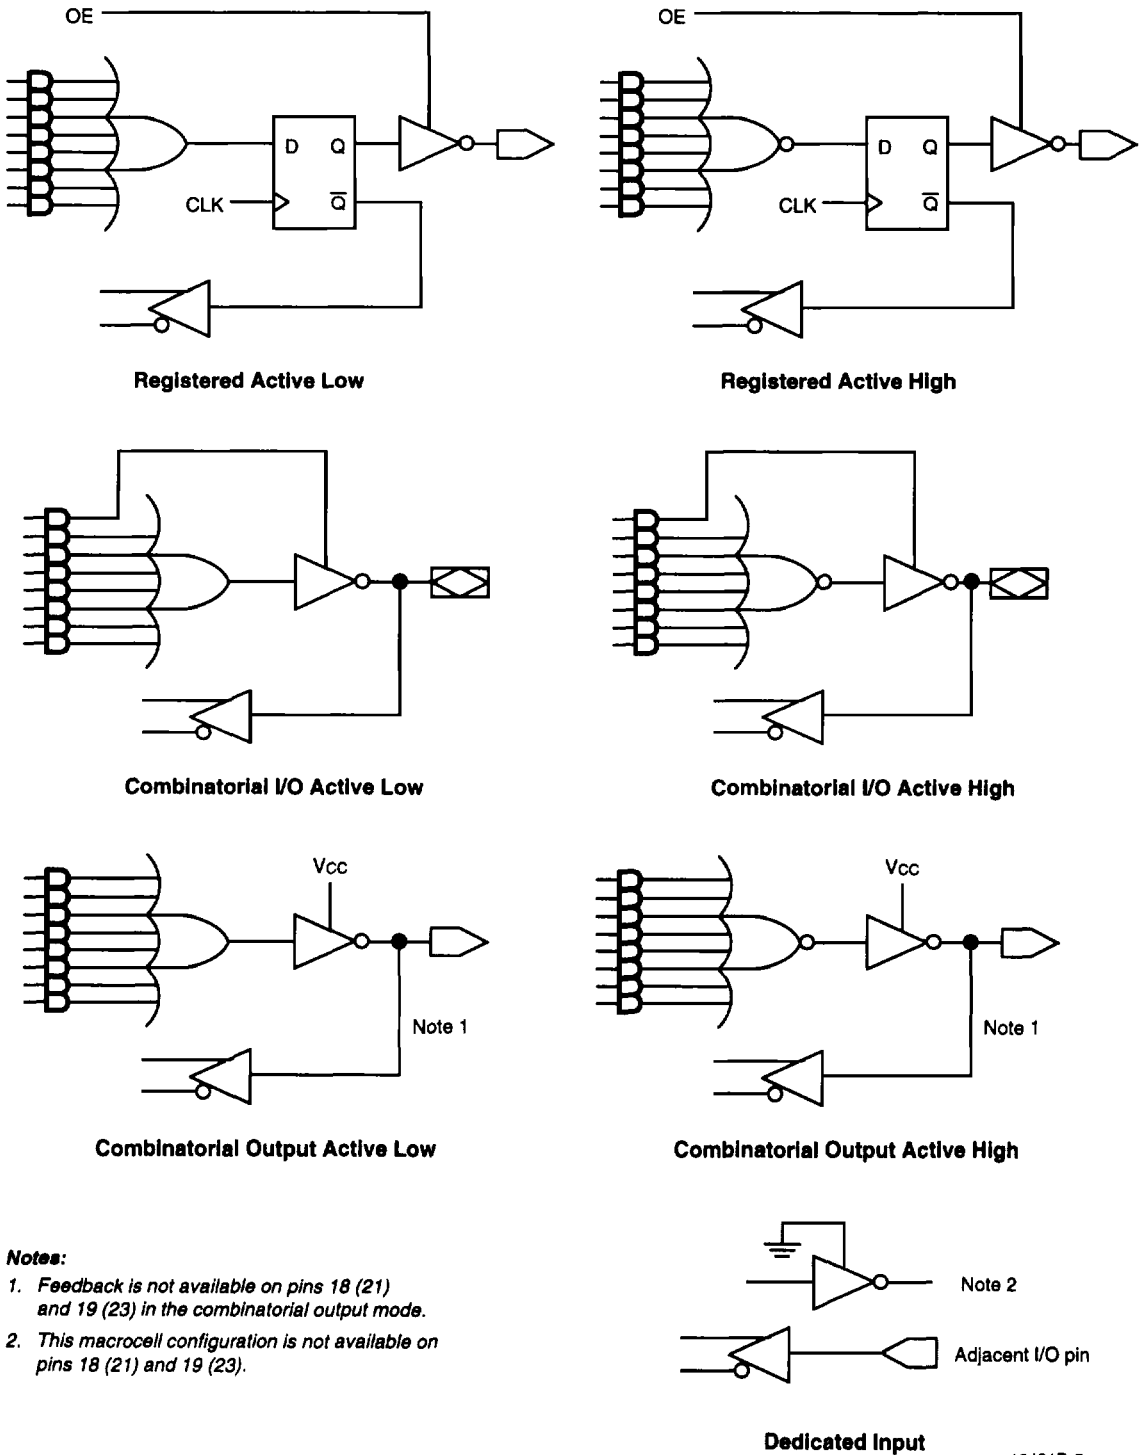 OE
D Q
CLK Q
Registered Active Low
OE
D Q
CLK Q
Registered Active High
Combinatorial I/O Active Low
Combinatorial I/O Active High
Vcc
Note 1
Combinatorial Output Active Low
Vcc
Note 1
Combinatorial Output Active High
Notes:
1. Feedback is not available on pins 18 (21)
and 19 (23) in the combinatorial output mode.
2. This macrocell configuration is not available on
pins 18 (21) and 19 (23).
Note 2
Adjacent I/O pin
Dedicated Input